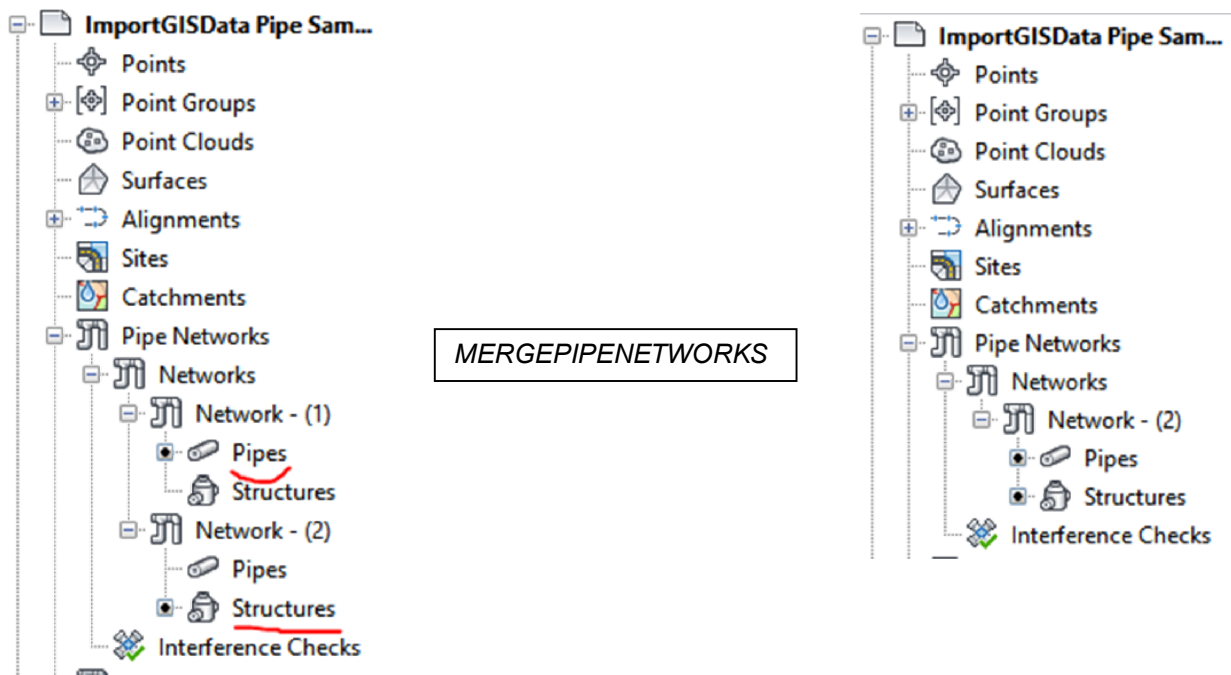 ImportGISData Pipe Sam...
Points
Point Groups
Point Clouds
Surfaces
Alignments
Sites
Catchments
Pipe Networks
Networks
Network - (1)
Pipes
Structures
Network - (2)
Pipes
Structures
Interference Checks
MERGEPIPENETWORKS
ImportGISData Pipe Sam...
Points
Point Groups
Point Clouds
Surfaces
Alignments
Sites
Catchments
Pipe Networks
Networks
Network - (2)
Pipes
Structures
Interference Checks